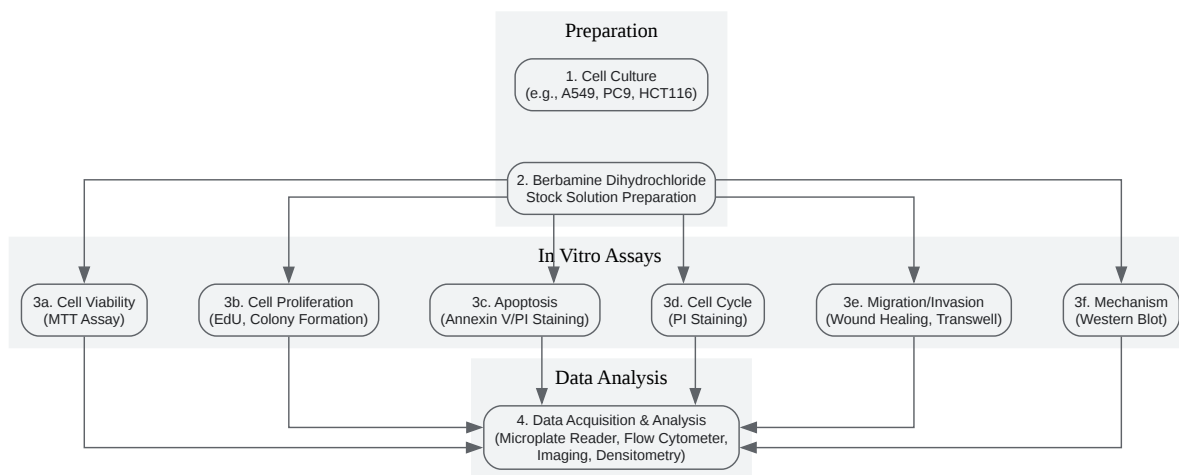 Preparation
1. Cell Culture
(e.g., A549, PC9, HCT116)
2. Berbamine Dihydrochloride
Stock Solution Preparation
In Vitro Assays
3a. Cell Viability
(MTT Assay)
3b. Cell Proliferation
(EdU, Colony Formation)
3c. Apoptosis
(Annexin V/PI Staining)
3d. Cell Cycle
(PI Staining)
3e. Migration/Invasion
(Wound Healing, Transwell)
3f. Mechanism
(Western Blot)
Data Analysis
4. Data Acquisition & Analysis
(Microplate Reader, Flow Cytometer,
Imaging, Densitometry)